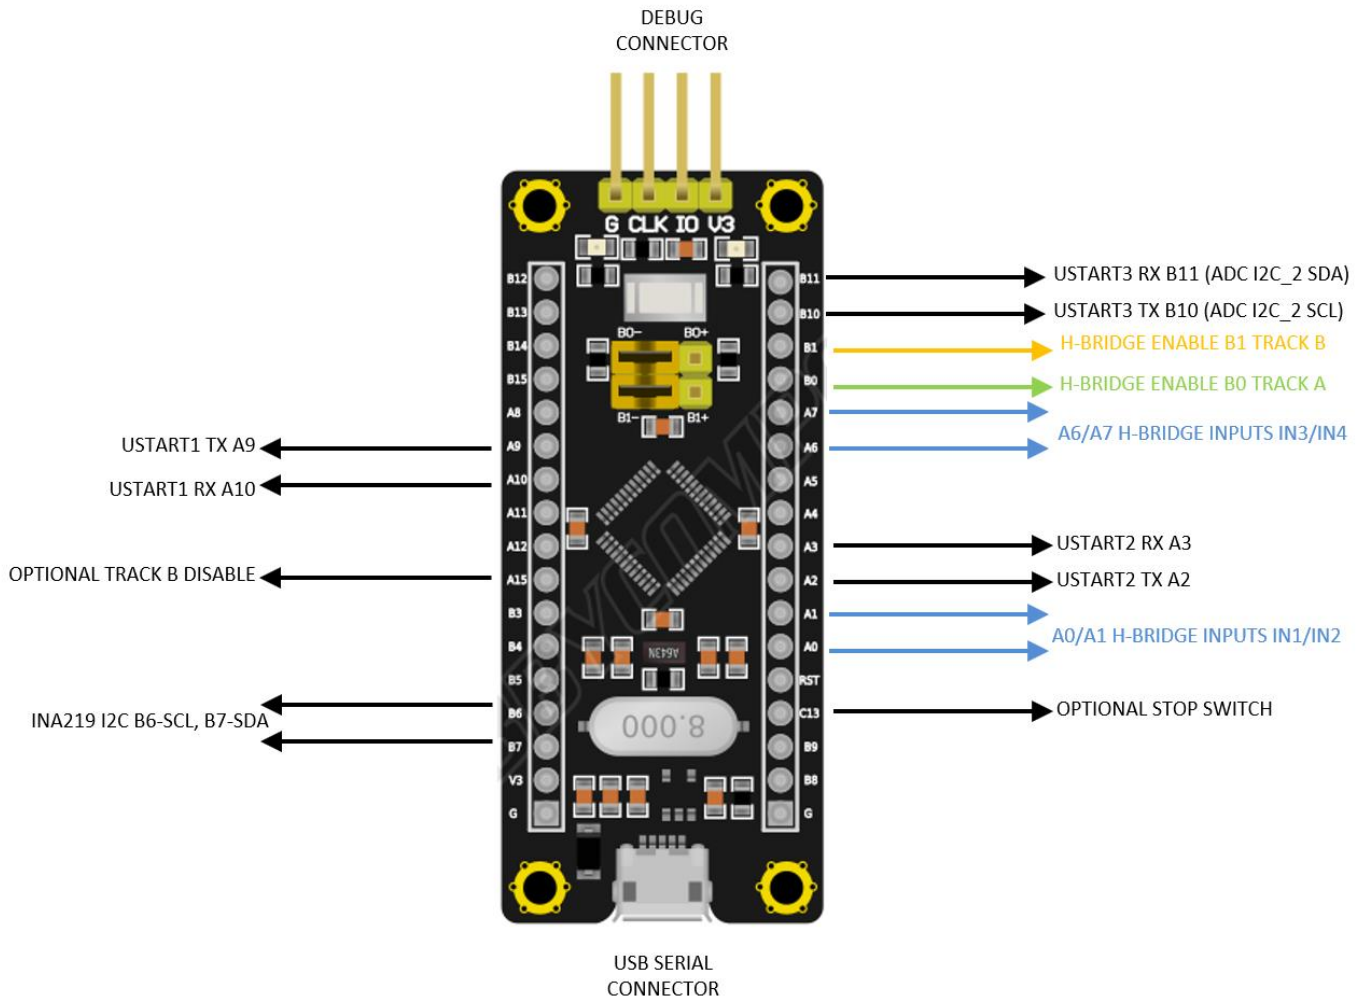 DEBUG
CONNECTOR
G CLK IO V3
B12
B13
B14
B15
A8
A9
A10
A11
A12
A15
B3
B4
B5
B6
B7
V3
G
B0- B0+
B1- B1+
A643N
8.000
B11
B10
B1
B0
A7
A6
A5
A4
A3
A2
A1
A0
RST
C13
B9
B8
G
USTART1 TX A9
USTART1 RX A10
OPTIONAL TRACK B DISABLE
INA219 I2C B6-SCL, B7-SDA
USTART3 RX B11 (ADC I2C_2 SDA)
USTART3 TX B10 (ADC I2C_2 SCL)
H-BRIDGE ENABLE B1 TRACK B
H-BRIDGE ENABLE B0 TRACK A
A6/A7 H-BRIDGE INPUTS IN3/IN4
USTART2 RX A3
USTART2 TX A2
A0/A1 H-BRIDGE INPUTS IN1/IN2
OPTIONAL STOP SWITCH
USB SERIAL
CONNECTOR